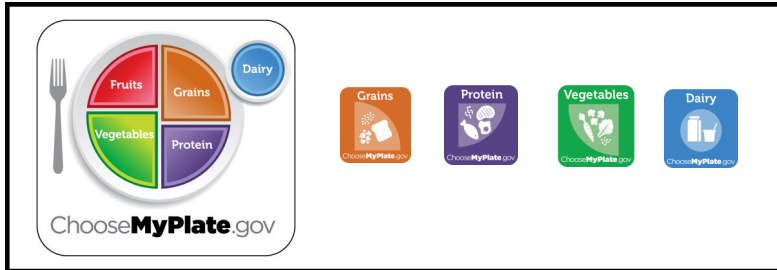 Dairy
Fruits
Grains
Vegetables
Protein
ChooseMyPlate.gov
Grains
ChooseMyPlate.gov
Protein
ChooseMyPlate.gov
Vegetables
ChooseMyPlate.gov
Dairy
ChooseMyPlate.gov